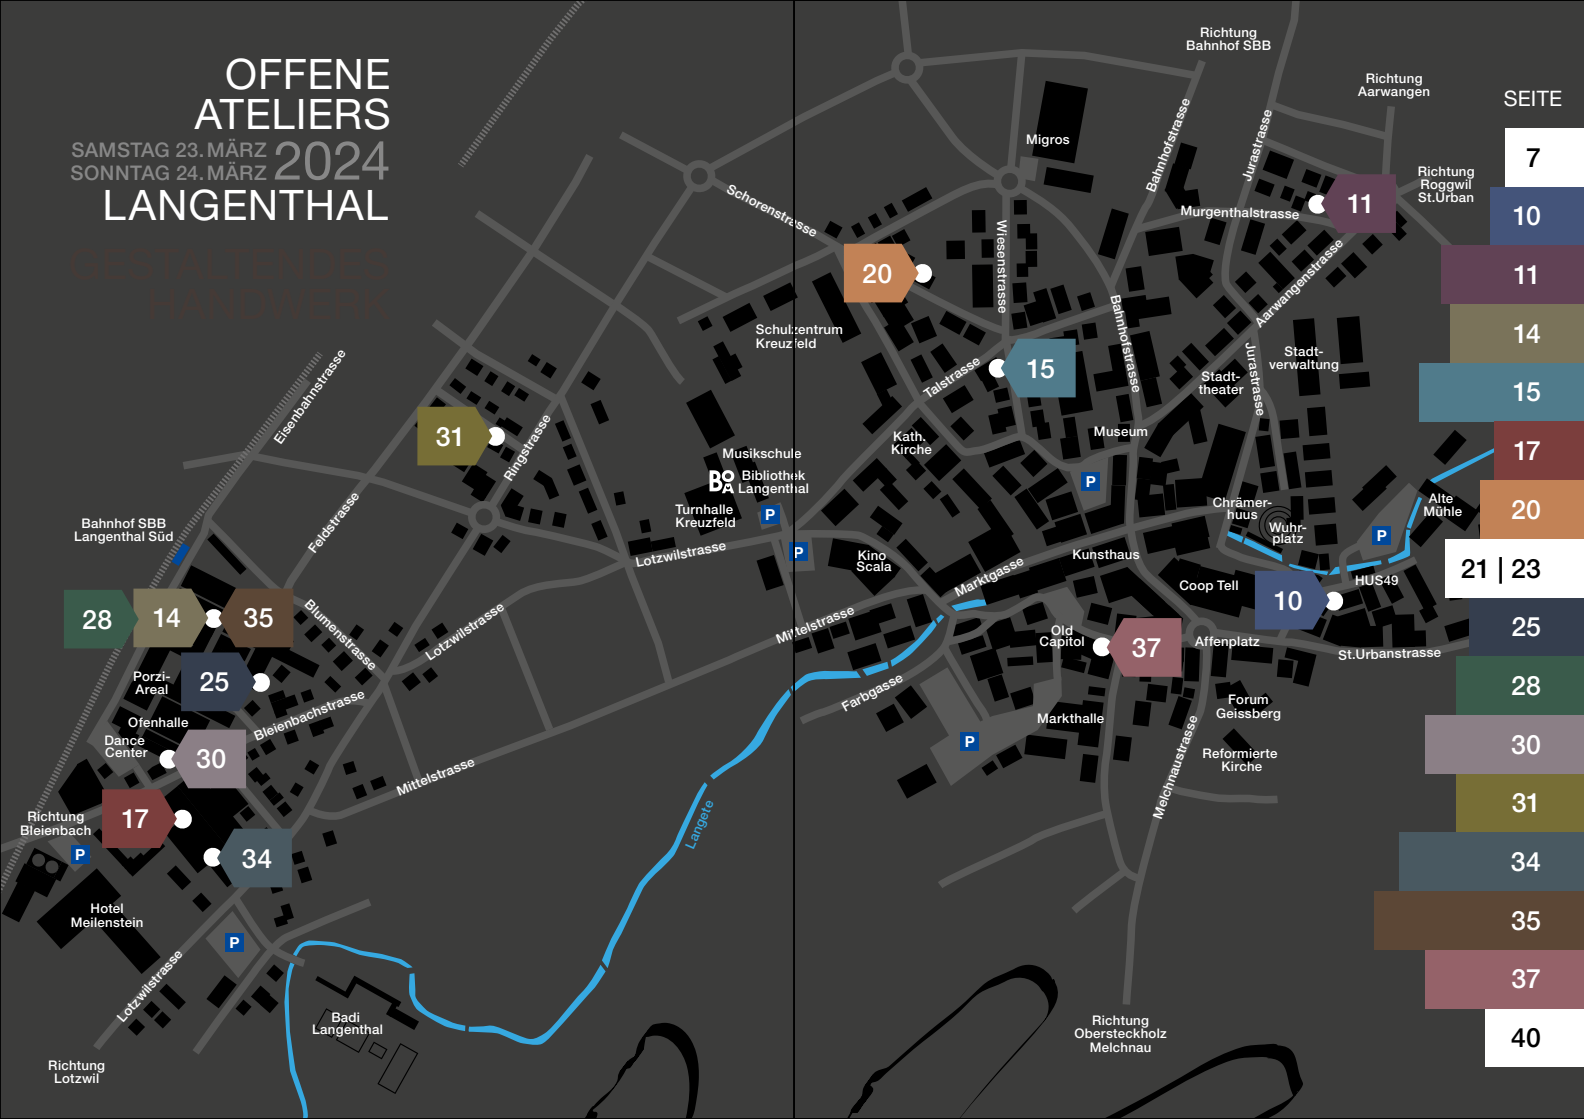 OFFENE
ATELIERS
SAMSTAG 23. MÄRZ
SONNTAG 24. MÄRZ
2024
LANGENTHAL
GESTALTENDES
HANDWERK
Richtung
Bahnhof SBB
Richtung
Aarwangen
Richtung
Roggwil
St.Urban
Migros
Bahnhofstrasse
Jurastrasse
Murgenthalstrasse
11
Schorenstrasse
Wiesenstrasse
20
Aarwangenstrasse
Schulzentrum
Kreuzfeld
Bahnhofstrasse
Jurastrasse
Stadt-
verwaltung
Stadt-
theater
Talstrasse
15
Eisenbahnstrasse
31
Ringstrasse
Museum
Kath.
Kirche
Musikschule
BOA
Bibliothek
Langenthal
P
Turnhalle
Kreuzfeld
P
P
Chrämer-
huus
Wuhr-
platz
Alte
Mühle
P
Feldstrasse
Bahnhof SBB
Langenthal Süd
Lotzwilstrasse
Kino
Scala
Marktgasse
Kunsthaus
Coop Tell
HUS49
10
28
14
35
Blumenstrasse
Lotzwilstrasse
Mittelstrasse
Old
Capitol
37
Affenplatz
St.Urbanstrasse
Porzi-
Areal
25
Bleienbachstrasse
Farbgasse
Forum
Geissberg
Ofenhalle
Dance
Center
30
Markthalle
P
Melchnaustrasse
Reformierte
Kirche
Mittelstrasse
Richtung
Bleienbach
17
P
34
Langete
Hotel
Meilenstein
P
Lotzwilstrasse
Badi
Langenthal
Richtung
Lotzwil
Richtung
Obersteckholz
Melchnau
SEITE
7
10
11
14
15
17
20
21 | 23
25
28
30
31
34
35
37
40